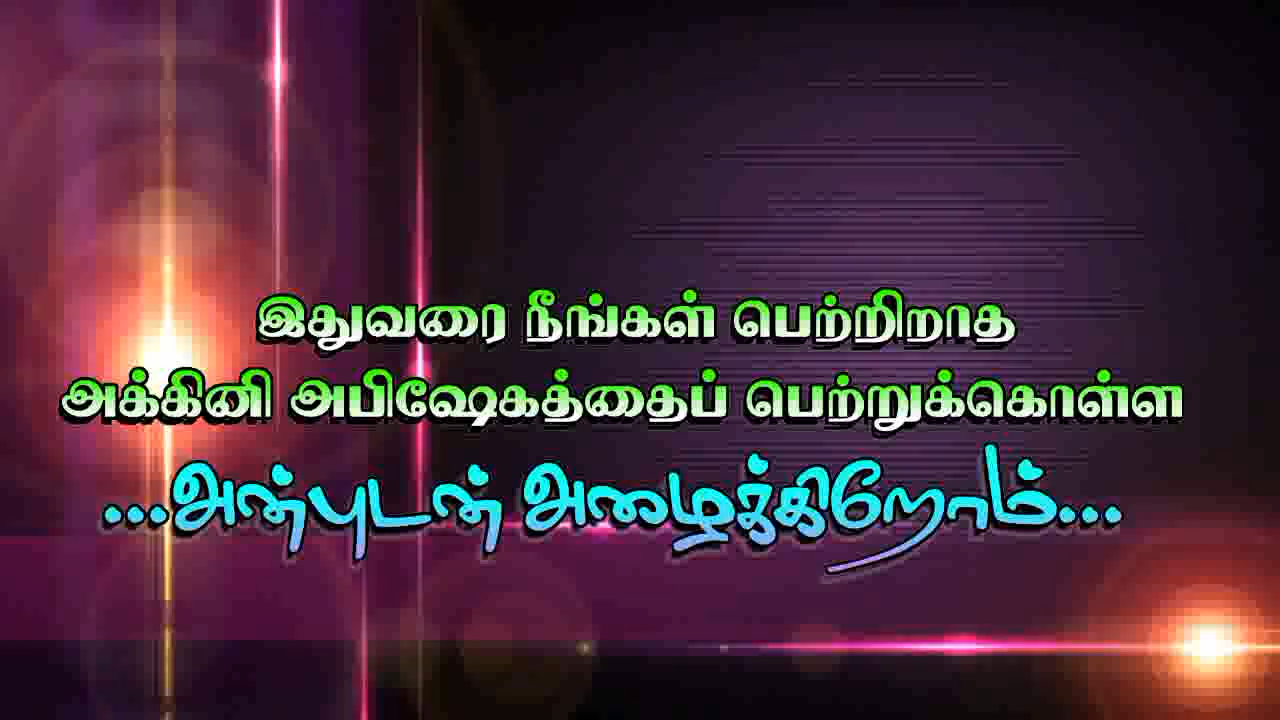 இதுவரை நீங்கள் பெற்றிறாத
அக்கினி அபிஷேகத்தைப் பெற்றுக்கொள்ள
...அன்புடன் அழைக்கிறோம்...